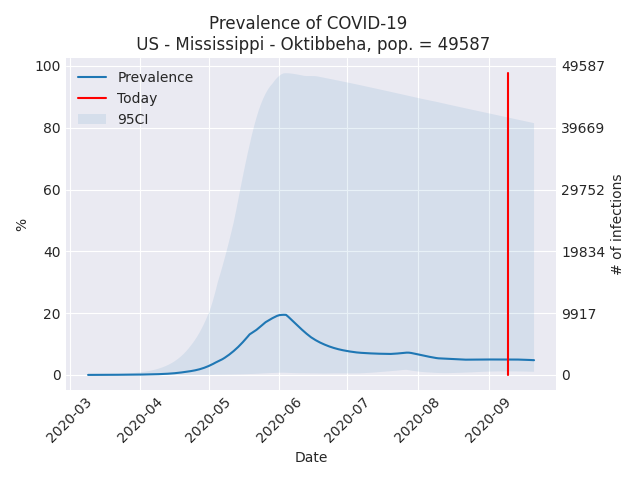 Prevalence of COVID-19
US - Mississippi - Oktibbeha, pop. = 49587
Prevalence
Today
95CI
100
80
60
40
20
0
%
49587
39669
29752
19834
9917
0
# of infections
2020-03
2020-04
2020-05
2020-06
2020-07
2020-08
2020-09
Date